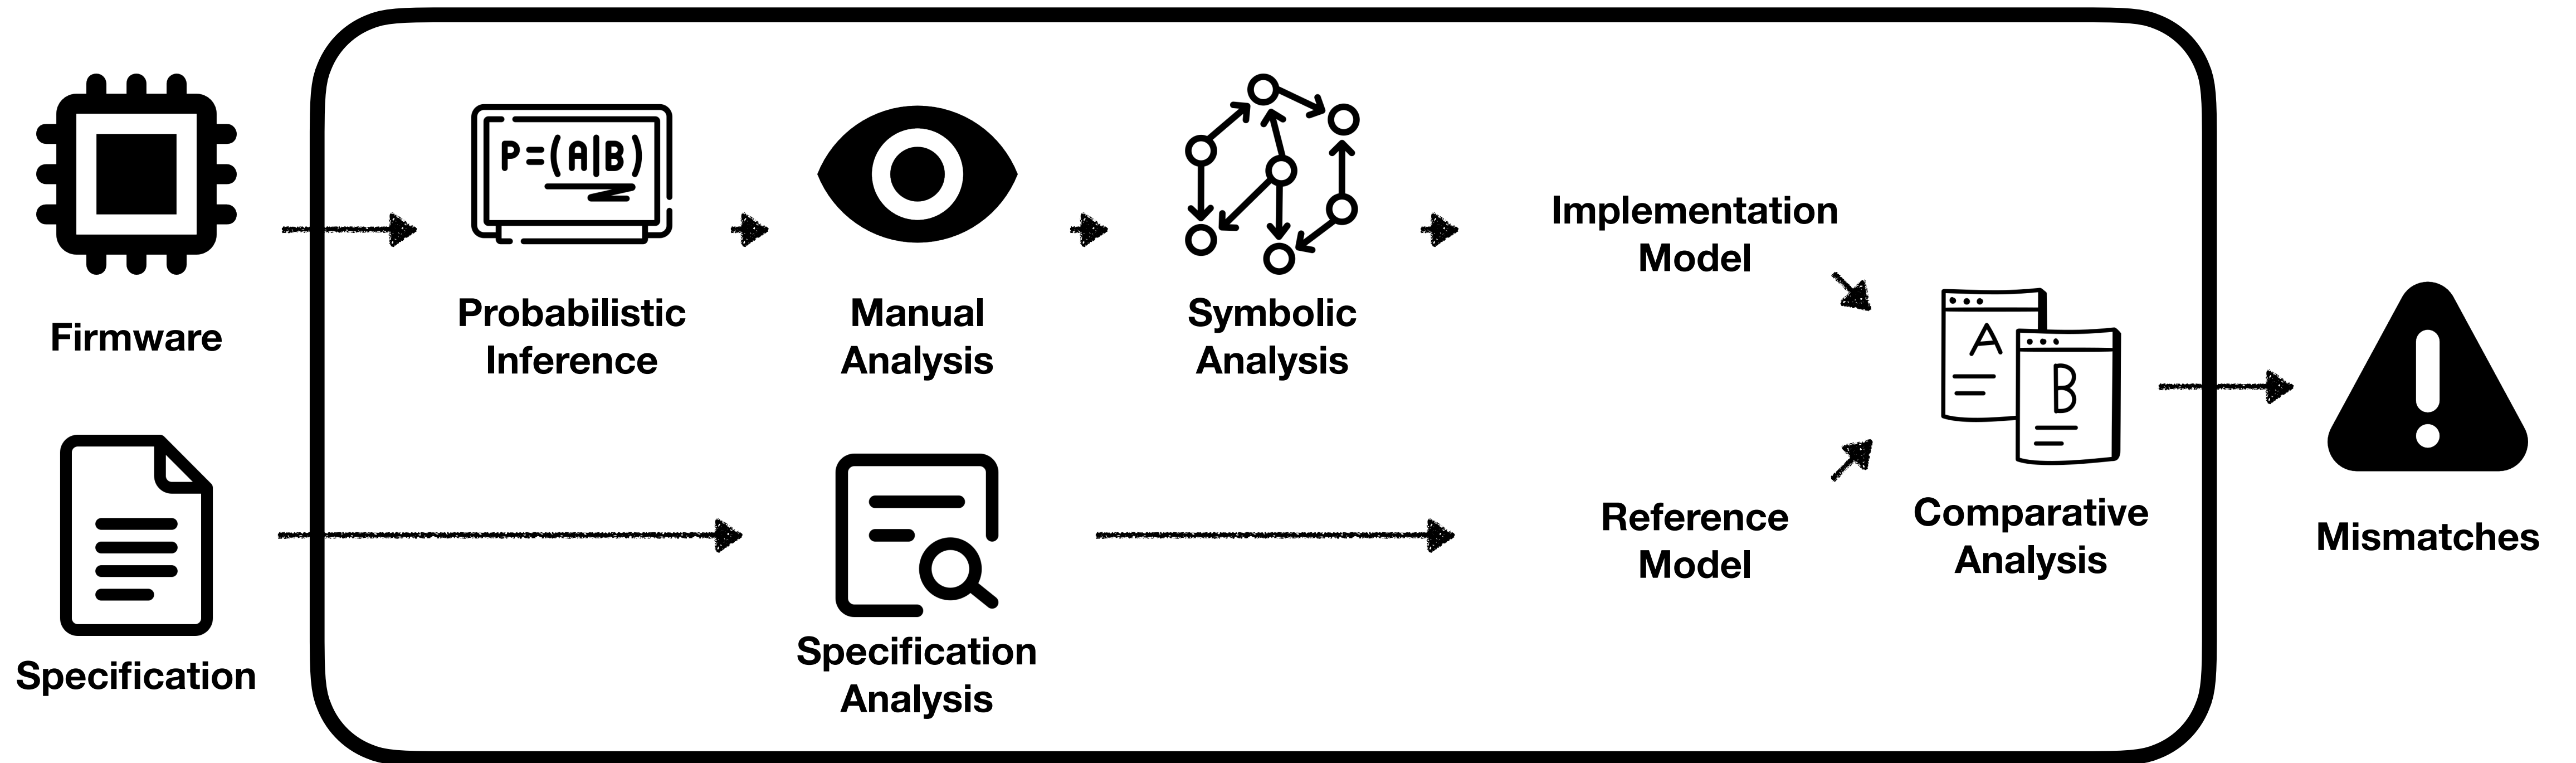 Firmware
P=(A|B)
Probabilistic
Inference
Manual
Analysis
Symbolic
Analysis
Implementation
Model
Specification
Specification
Analysis
Reference
Model
A
B
Comparative
Analysis
Mismatches